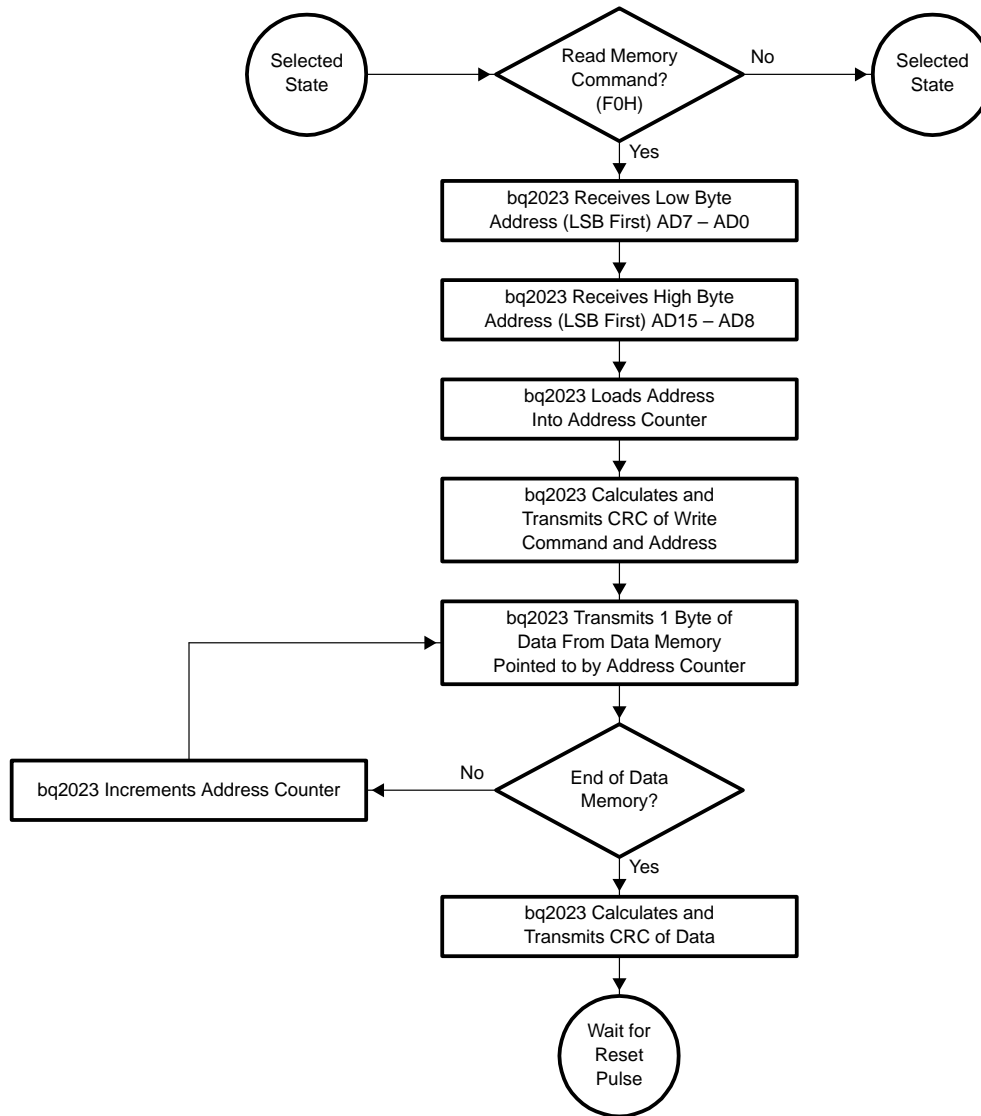 Selected
State
Read Memory
Command?
(F0H)
No
Selected
State
Yes
bq2023 Receives Low Byte
Address (LSB First) AD7 – AD0
bq2023 Receives High Byte
Address (LSB First) AD15 – AD8
bq2023 Loads Address
Into Address Counter
bq2023 Calculates and
Transmits CRC of Write
Command and Address
bq2023 Transmits 1 Byte of
Data From Data Memory
Pointed to by Address Counter
bq2023 Increments Address Counter
No
End of Data
Memory?
Yes
bq2023 Calculates and
Transmits CRC of Data
Wait for
Reset
Pulse